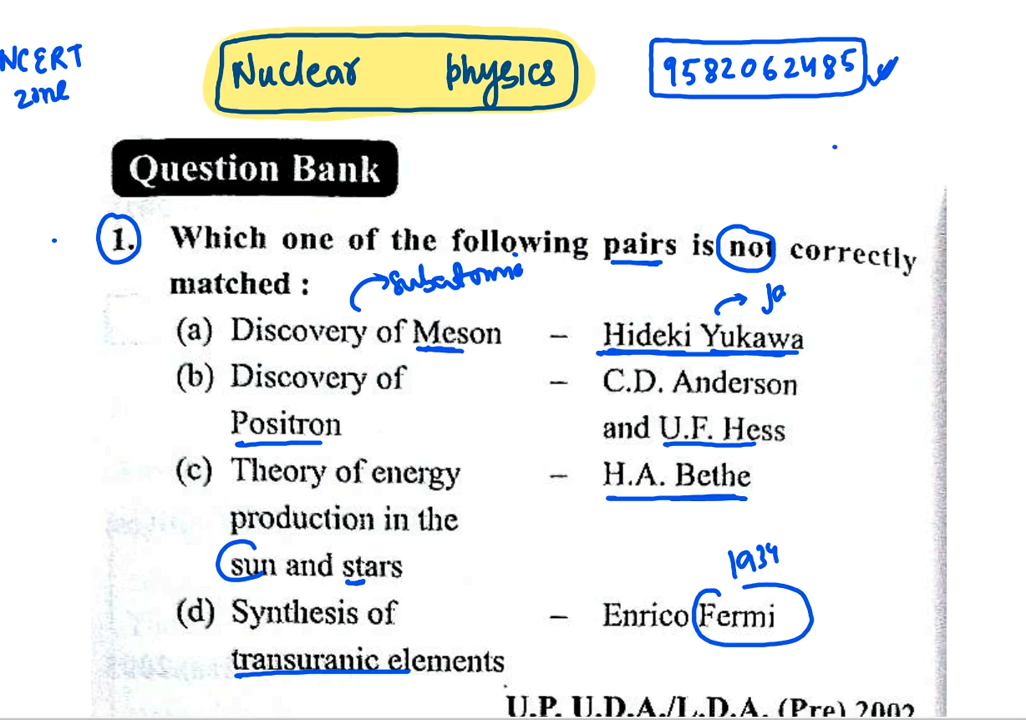 NCERT
zone
Nuclear physics
9582062485
Question Bank
1. Which one of the following pairs is not correctly
matched :
subatomic
Ja
(a) Discovery of Meson – Hideki Yukawa
(b) Discovery of – C.D. Anderson
Positron and U.F. Hess
(c) Theory of energy – H.A. Bethe
production in the
sun and stars
1934
(d) Synthesis of – Enrico Fermi
transuranic elements
U.P. U.D.A./L.D.A. (Pre) 2002